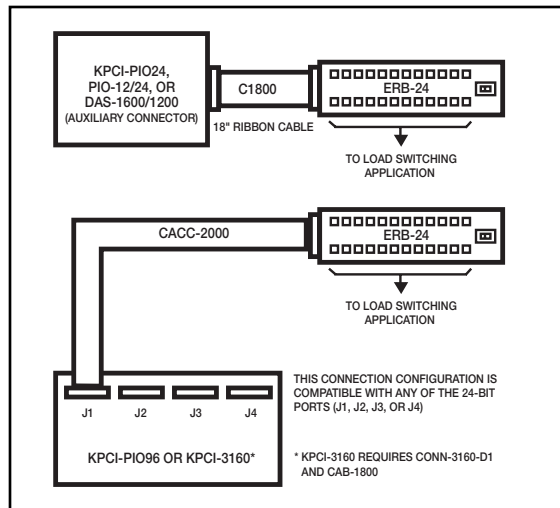 KPCI-PIO24,
PIO-12/24, OR
DAS-1600/1200
(AUXILIARY CONNECTOR)
C1800
18" RIBBON CABLE
ERB-24
TO LOAD SWITCHING
APPLICATION
CACC-2000
ERB-24
TO LOAD SWITCHING
APPLICATION
J1 J2 J3 J4
KPCI-PIO96 OR KPCI-3160*
THIS CONNECTION CONFIGURATION IS
COMPATIBLE WITH ANY OF THE 24-BIT
PORTS (J1, J2, J3, OR J4)
* KPCI-3160 REQUIRES CONN-3160-D1
AND CAB-1800